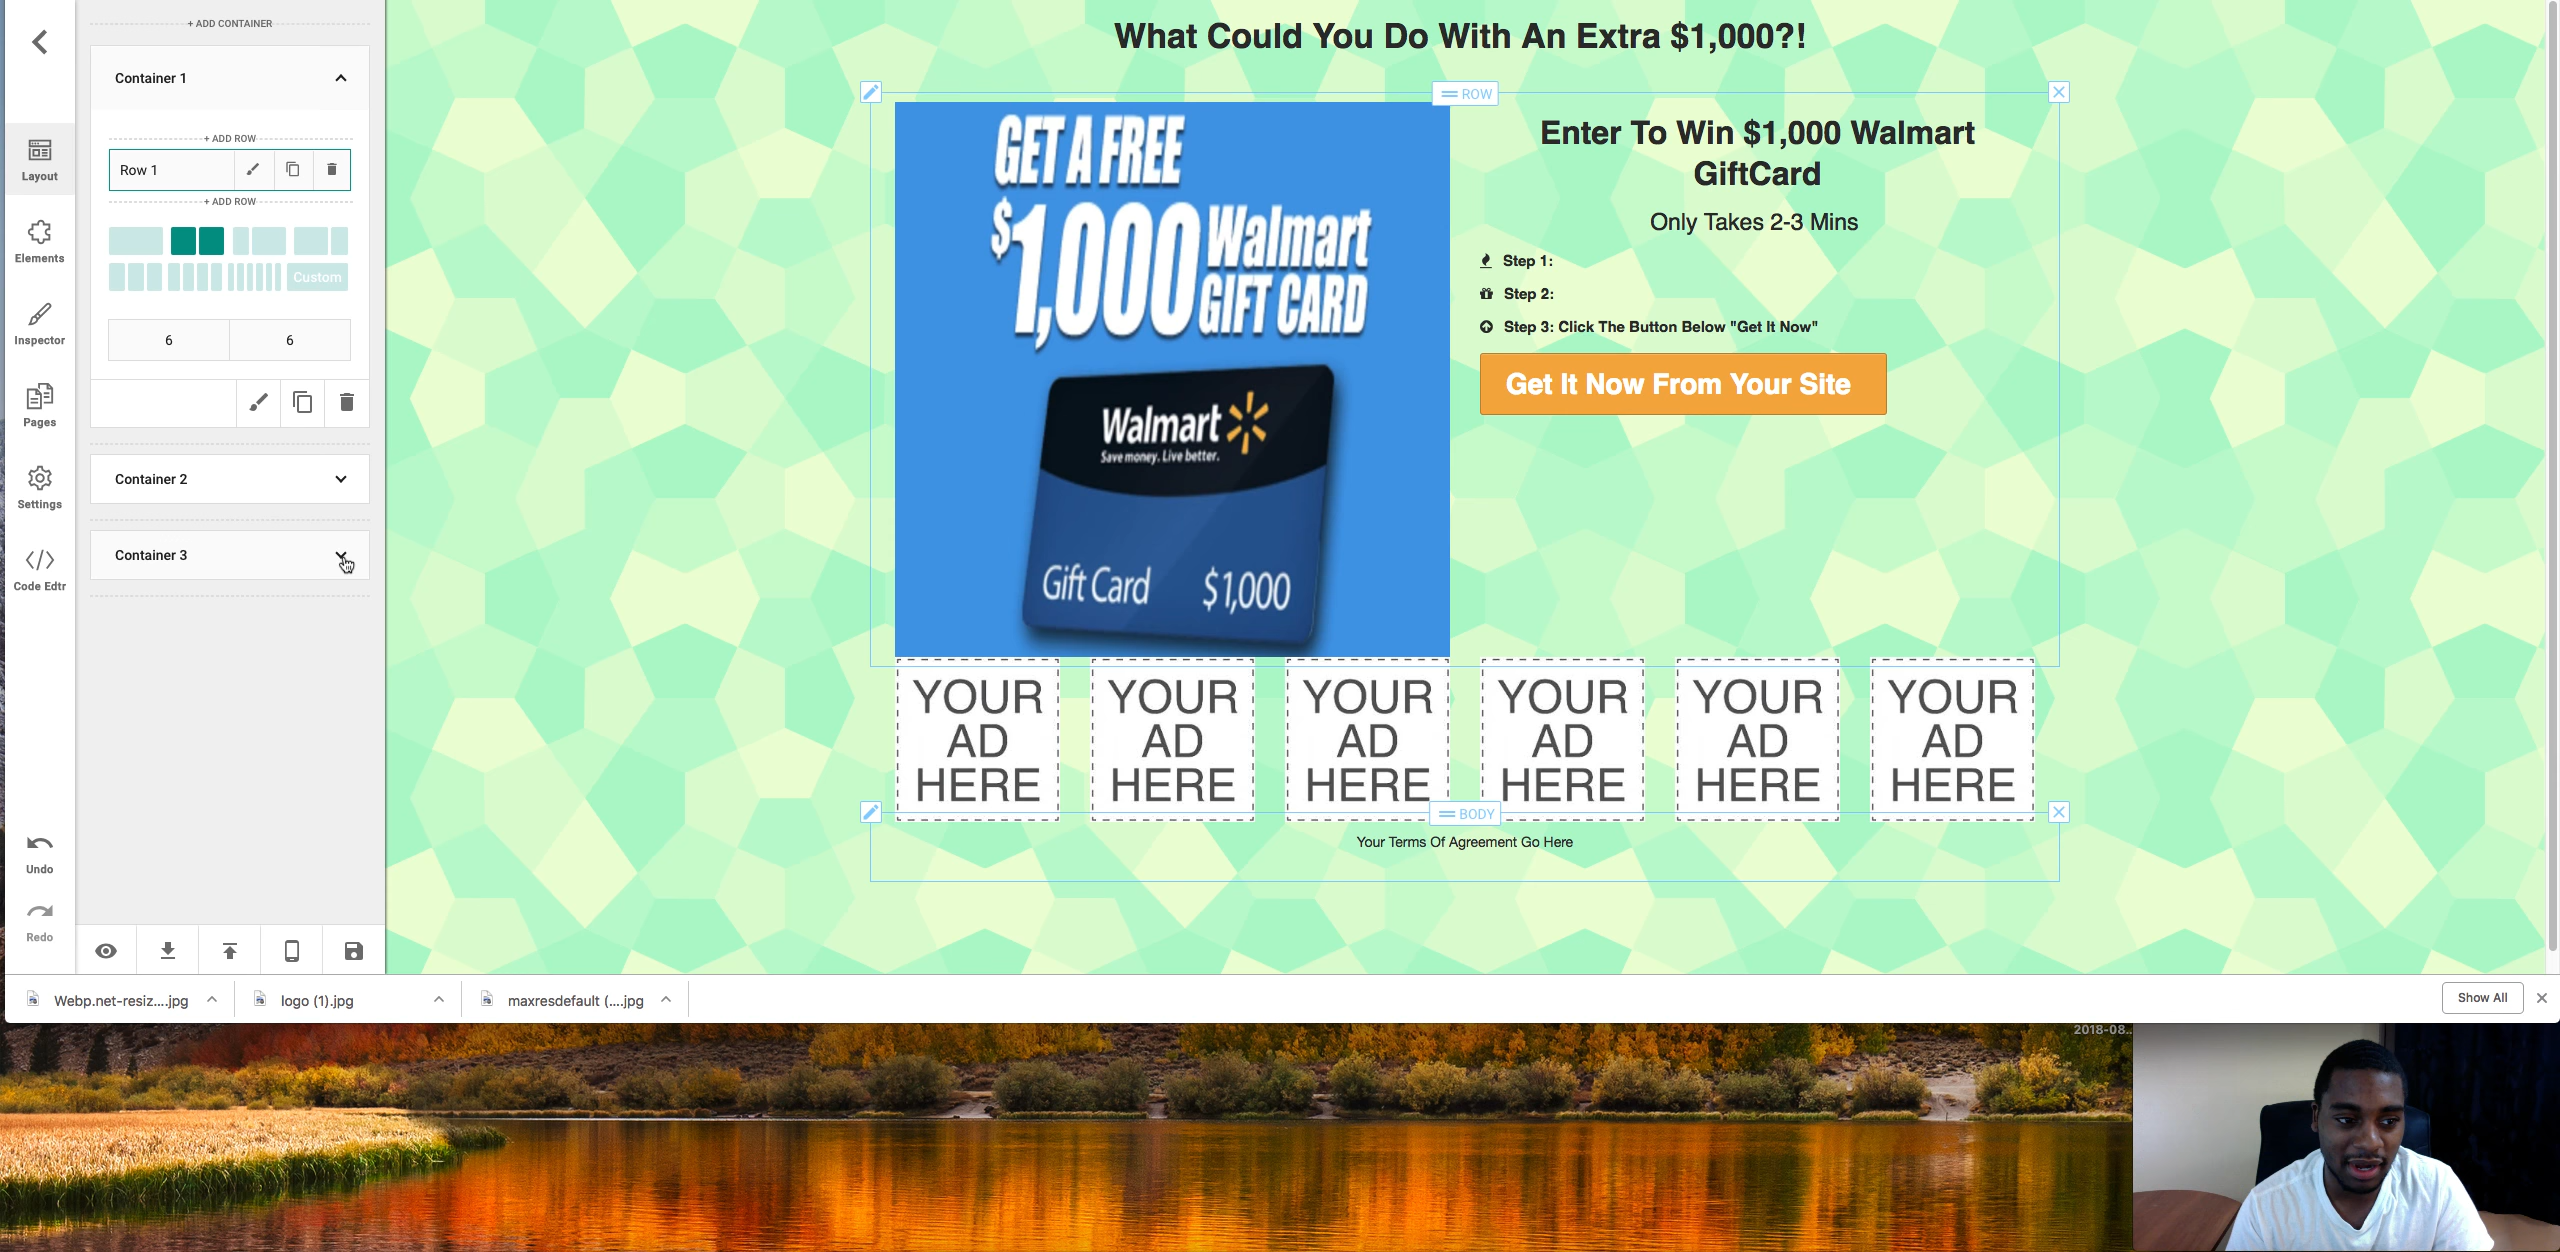 + ADD CONTAINER
Container 1
+ ADD ROW
Row 1
+ ADD ROW
Custom
6 6
Container 2
Container 3
Layout
Elements
Inspector
Pages
Settings
Code Edtr
Undo
Redo
What Could You Do With An Extra $1,000?!
ROW
GET A FREE
$1,000 Walmart
GIFT CARD
Walmart
Save money. Live better.
Gift Card $1,000
Enter To Win $1,000 Walmart
GiftCard
Only Takes 2-3 Mins
Step 1:
Step 2:
Step 3: Click The Button Below "Get It Now"
Get It Now From Your Site
YOUR AD HERE
YOUR AD HERE
YOUR AD HERE
YOUR AD HERE
YOUR AD HERE
YOUR AD HERE
BODY
Your Terms Of Agreement Go Here
Webp.net-resiz....jpg
logo (1).jpg
maxresdefault (....jpg
Show All
2018-08..